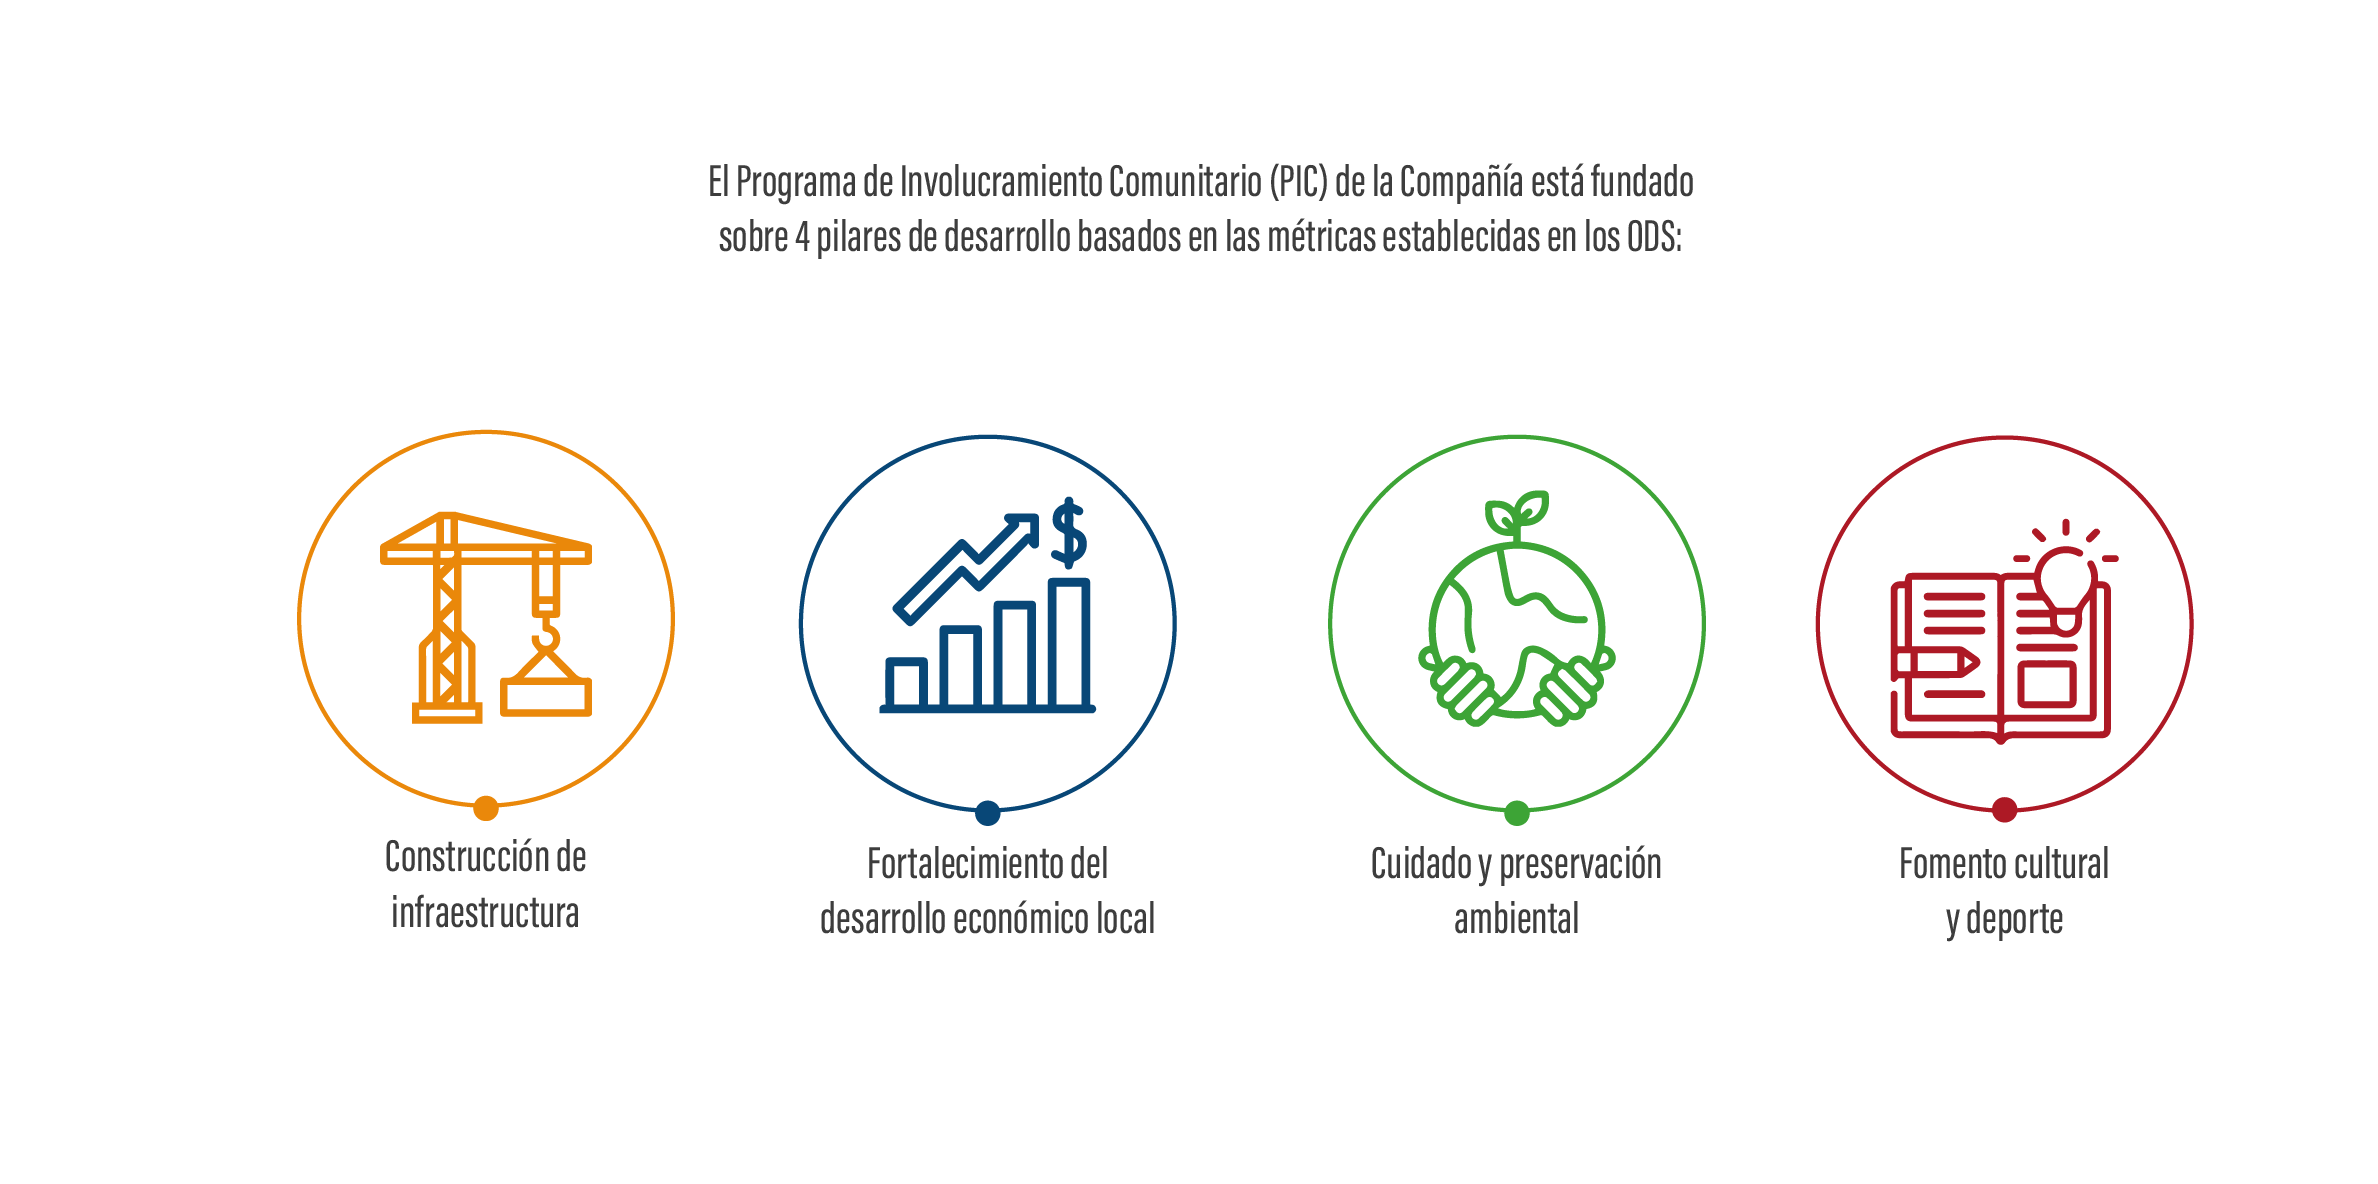 El Programa de Involucramiento Comunitario (PIC) de la Compañía está fundado
sobre 4 pilares de desarrollo basados en las métricas establecidas en los ODS:
$
Construcción de
infraestructura
Fortalecimiento del
desarrollo económico local
Cuidado y preservación
ambiental
Fomento cultural
y deporte